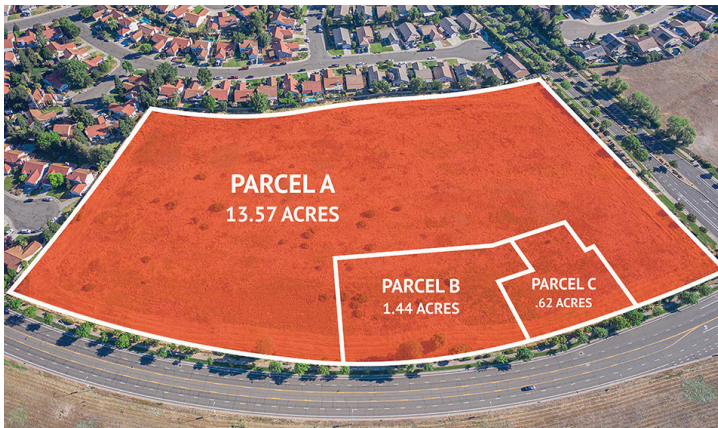 PARCEL A
13.57 ACRES
PARCEL B
1.44 ACRES
PARCEL C
.62 ACRES